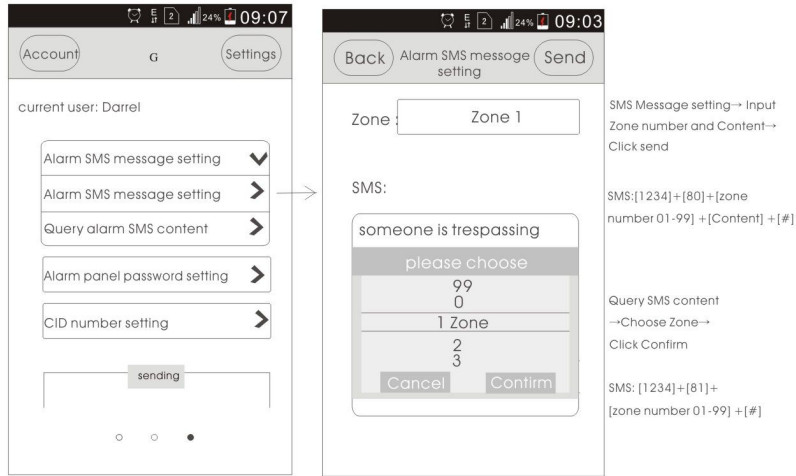 E
2
24%
09:07
Account
G
Settings
current user: Darrel
Alarm SMS message setting
Alarm SMS message setting
Query alarm SMS content
Alarm panel password setting
CID number setting
sending
E
2
24%
09:03
Back
Alarm SMS messoge
setting
Send
Zone :
Zone 1
SMS:
someone is trespassing
please choose
99
0
1 Zone
2
3
Cancel
Contirm
SMS Message setting→ Input
Zone number and Content→
Click send
SMS:[1234]+[80]+[zone
number 01-99] +[Content] +[#]
Query SMS content
→Choose Zone→
Click Confirm
SMS: [1234]+[81]+
[zone number 01-99] +[#]